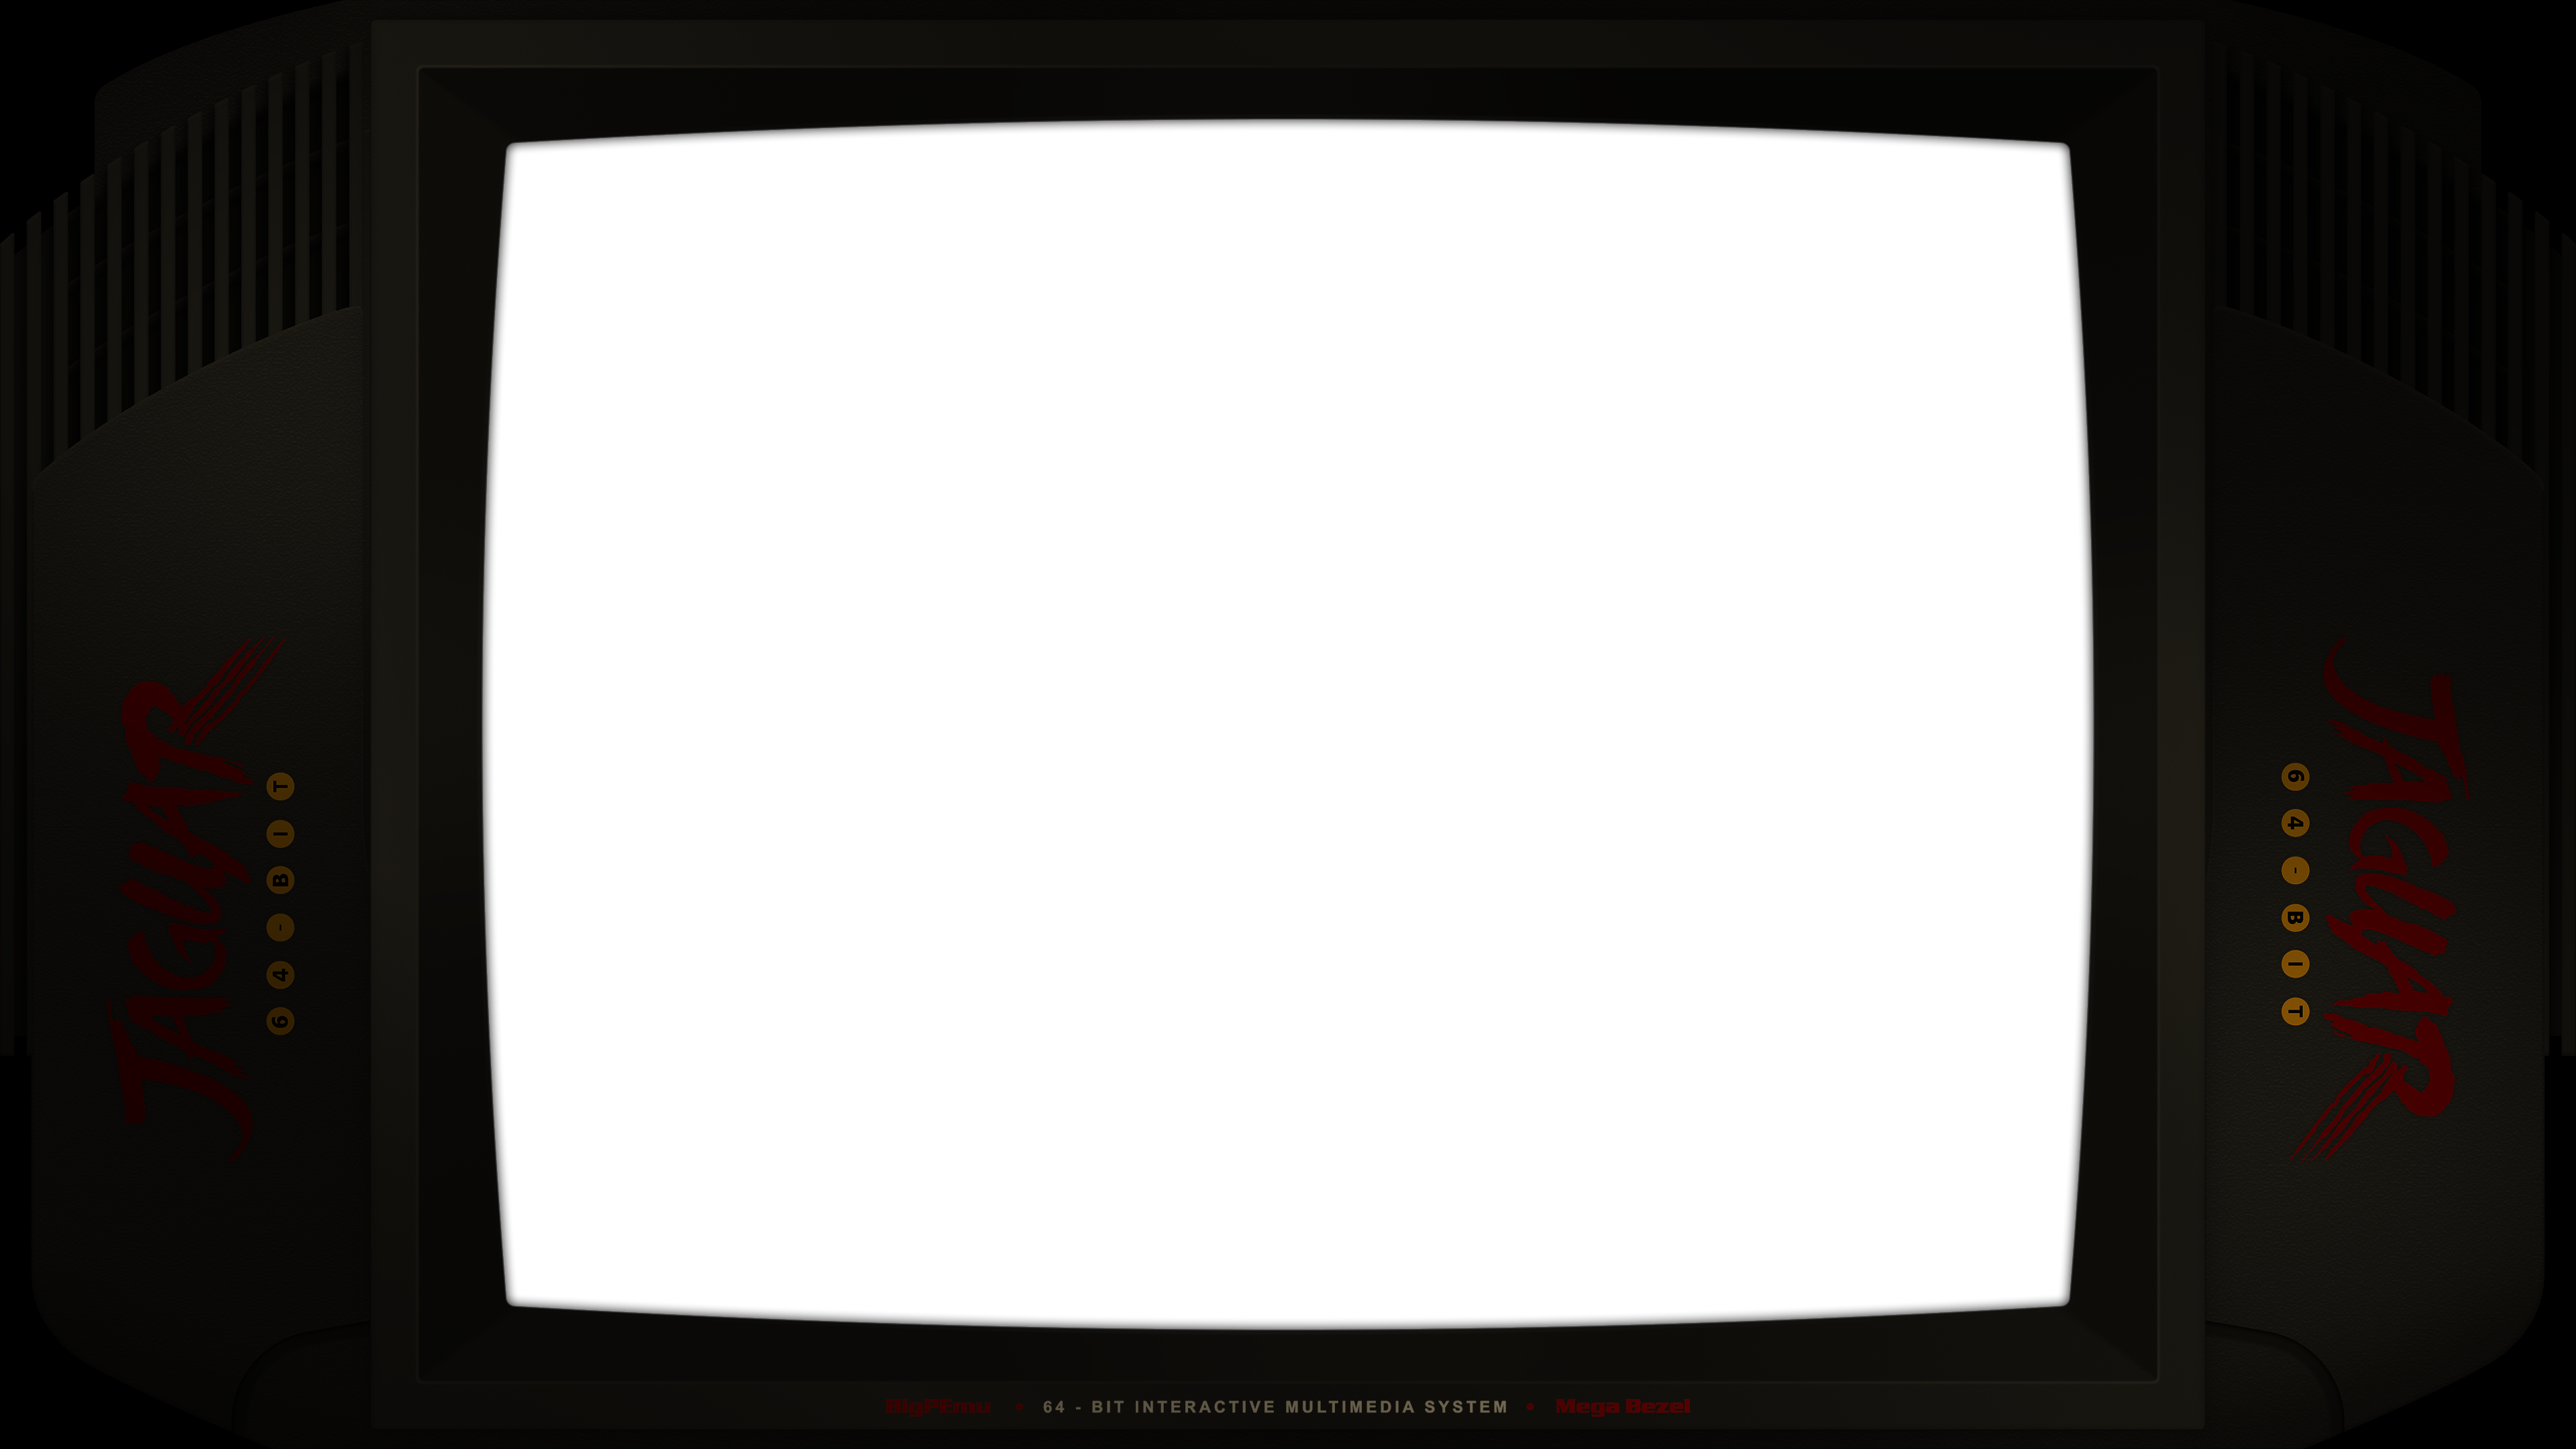 JAGUAR
64-BIT
64-BIT
JAGUAR
BigPEmu • 64 - BIT INTERACTIVE MULTIMEDIA SYSTEM • Mega Bezel